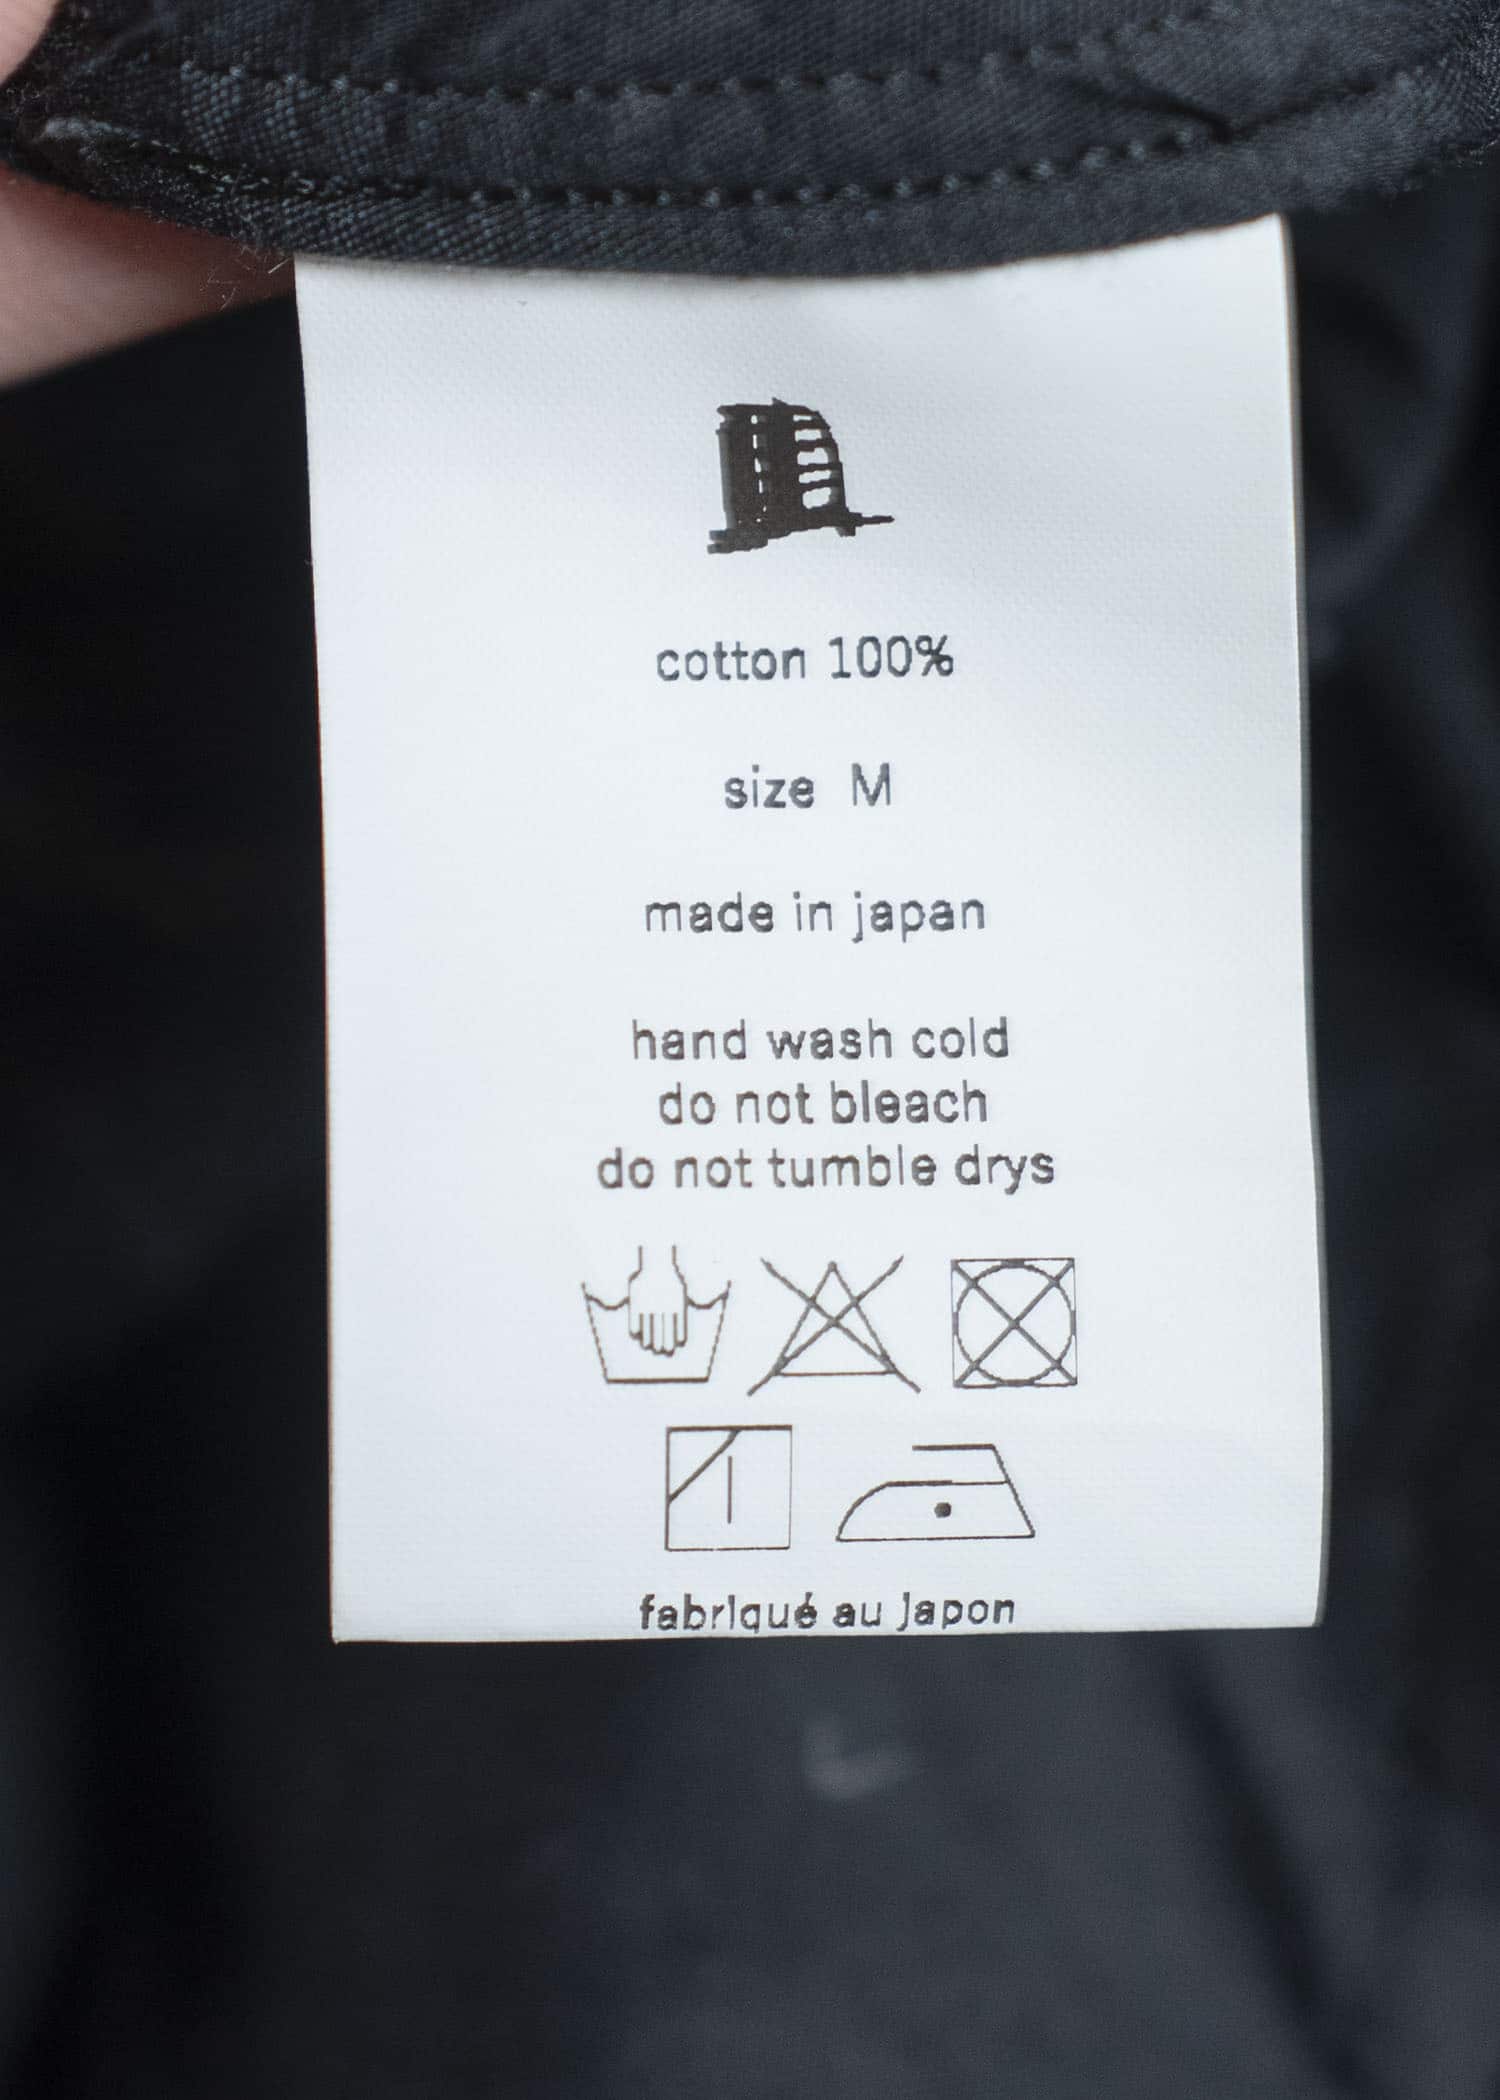 cotton 100%
size M
made in japan
hand wash cold
do not bleach
do not tumble drys
fabriqué au japon